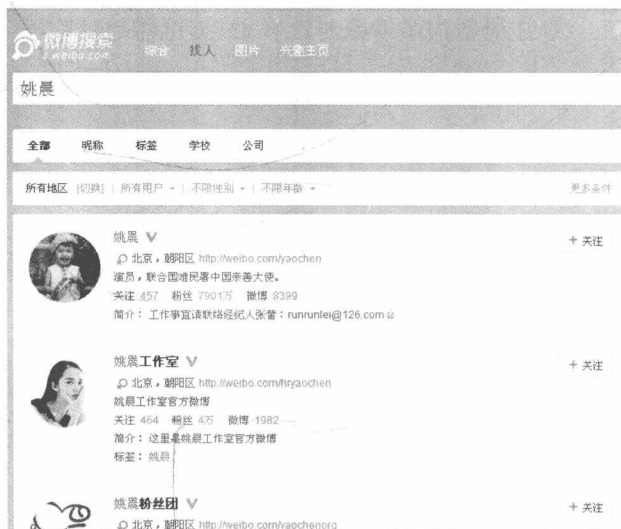 微博搜索
s.weibo.com
综合 找人 图片 兴趣主页
姚晨
全部 昵称 标签 学校 公司
所有地区 [切换] 所有用户 不限性别 不限年龄 更多条件
姚晨 V
+ 关注
北京，朝阳区 http://weibo.com/yaochen
演员，联合国难民署中国亲善大使。
关注 457 粉丝 7901万 微博 8399
简介： 工作事宜请联络经纪人张蕾：runrunlei@126.com
姚晨工作室 V
+ 关注
北京，朝阳区 http://weibo.com/hryaochen
姚晨工作室官方微博
关注 464 粉丝 4万 微博 1982
简介： 这里是姚晨工作室官方微博
标签： 姚晨
姚晨粉丝团 V
+ 关注
北京，朝阳区 http://weibo.com/yaochenorg